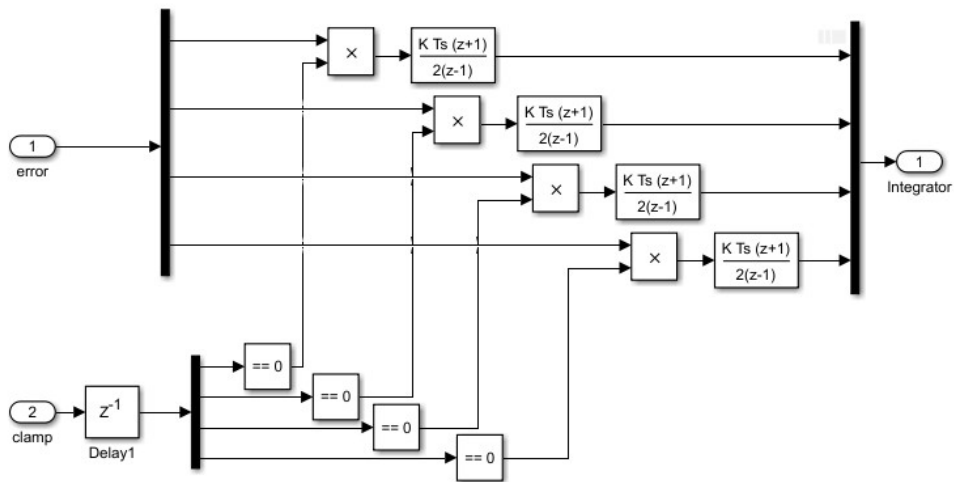 ×
K Ts (z+1)
2(z-1)
×
K Ts (z+1)
2(z-1)
1
error
×
K Ts (z+1)
2(z-1)
1
Integrator
×
K Ts (z+1)
2(z-1)
== 0
== 0
2
clamp
z-1
Delay1
== 0
== 0